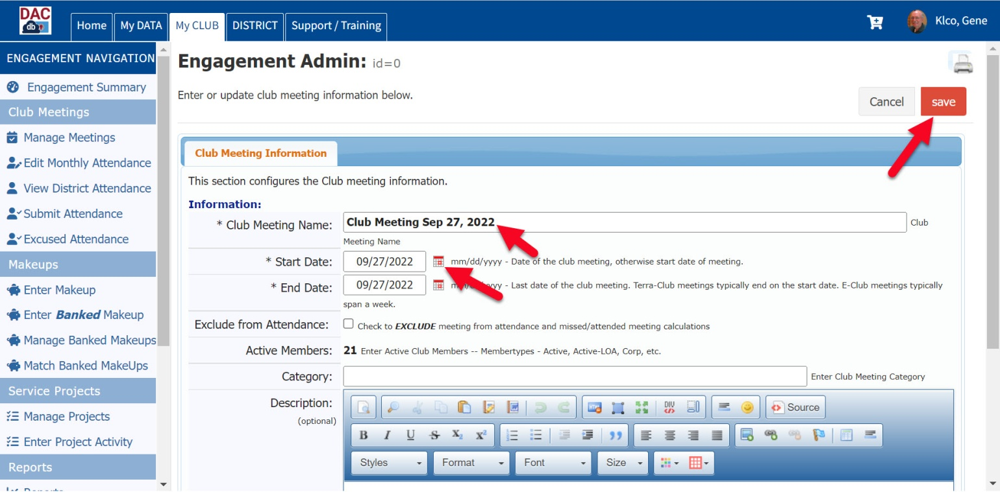 DAC
db
Home
My DATA
My CLUB
DISTRICT
Support / Training
Klco, Gene
ENGAGEMENT NAVIGATION
Engagement Summary
Club Meetings
Manage Meetings
Edit Monthly Attendance
View District Attendance
Submit Attendance
Excused Attendance
Makeups
Enter Makeup
Enter Banked Makeup
Manage Banked Makeups
Match Banked MakeUps
Service Projects
Manage Projects
Enter Project Activity
Reports
Reports
Engagement Admin: id=0
Enter or update club meeting information below.
Cancel
save
Club Meeting Information
This section configures the Club meeting information.
Information:
* Club Meeting Name: Club Meeting Sep 27, 2022 Club
Meeting Name
* Start Date: 09/27/2022 mm/dd/yyyy - Date of the club meeting, otherwise start date of meeting.
* End Date: 09/27/2022 mm/dd/yyyy - Last date of the club meeting. Terra-Club meetings typically end on the start date. E-Club meetings typically
span a week.
Exclude from Attendance: Check to EXCLUDE meeting from attendance and missed/attended meeting calculations
Active Members: 21 Enter Active Club Members -- Membertypes - Active, Active-LOA, Corp, etc.
Category: Enter Club Meeting Category
Description:
(optional)
DIV
Source
B I U S X₂ X²
Styles Format Font Size